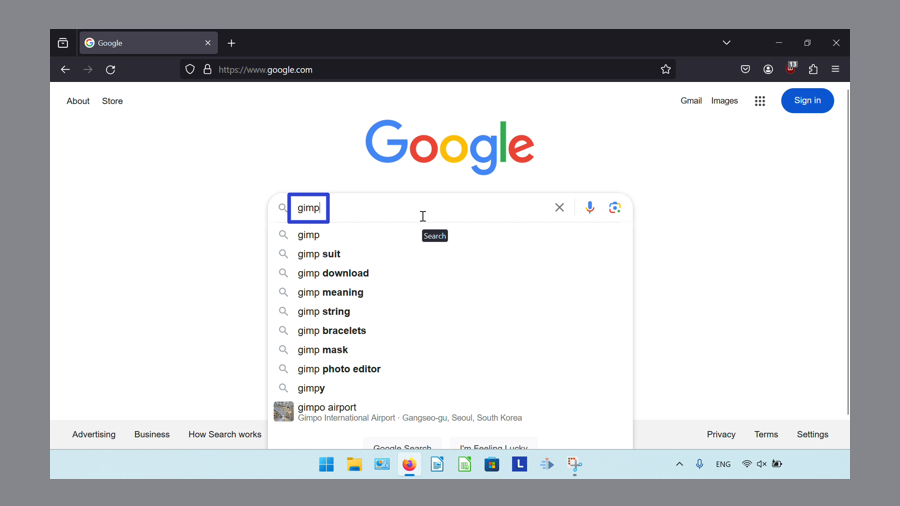 Google
https://www.google.com
13
About Store
Gmail Images
Sign in
Google
gimp
Search
gimp
gimp suit
gimp download
gimp meaning
gimp string
gimp bracelets
gimp mask
gimp photo editor
gimpy
gimpo airport
Gimpo International Airport · Gangseo-gu, Seoul, South Korea
Google Search I'm Feeling Lucky
Advertising Business How Search works
Privacy Terms Settings
L
ENG